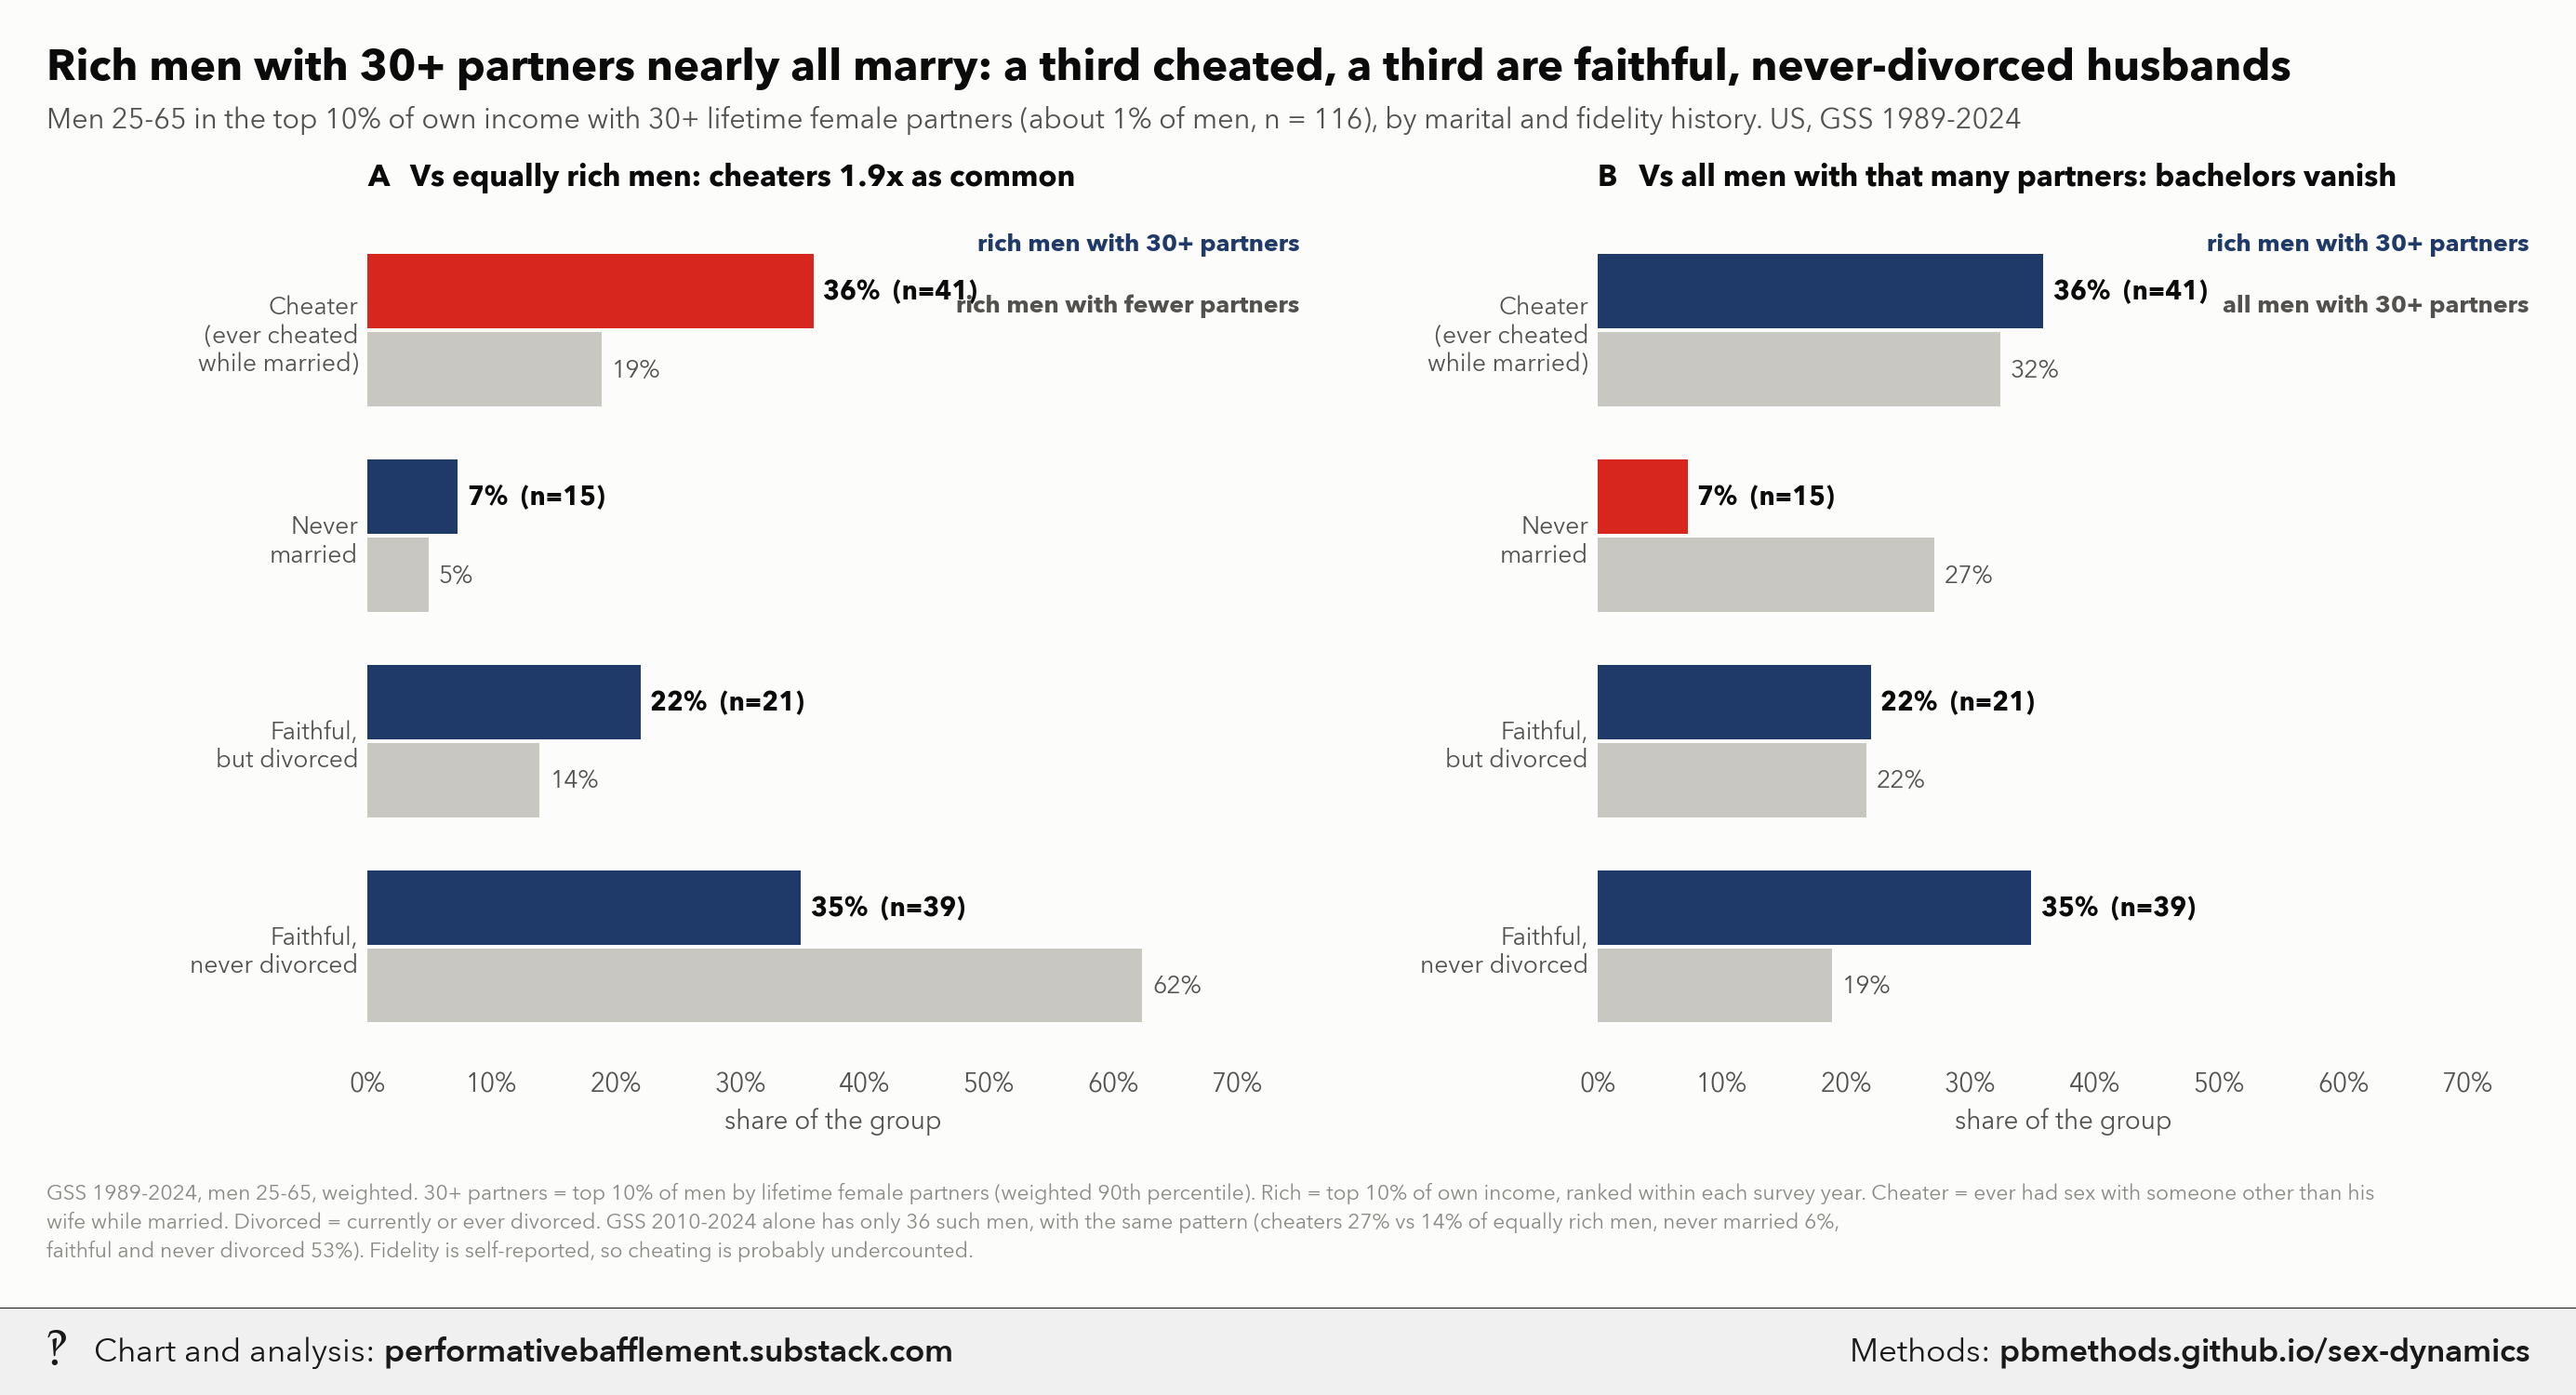 Rich men with 30+ partners nearly all marry: a third cheated, a third are faithful, never-divorced husbands
Men 25-65 in the top 10% of own income with 30+ lifetime female partners (about 1% of men, n = 116), by marital and fidelity history. US, GSS 1989-2024
A Vs equally rich men: cheaters 1.9x as common
rich men with 30+ partners
rich men with fewer partners
Cheater
(ever cheated
while married)
36% (n=41)
19%
Never
married
7% (n=15)
5%
Faithful,
but divorced
22% (n=21)
14%
Faithful,
never divorced
35% (n=39)
62%
0% 10% 20% 30% 40% 50% 60% 70%
share of the group
B Vs all men with that many partners: bachelors vanish
rich men with 30+ partners
all men with 30+ partners
Cheater
(ever cheated
while married)
36% (n=41)
32%
Never
married
7% (n=15)
27%
Faithful,
but divorced
22% (n=21)
22%
Faithful,
never divorced
35% (n=39)
19%
0% 10% 20% 30% 40% 50% 60% 70%
share of the group
GSS 1989-2024, men 25-65, weighted. 30+ partners = top 10% of men by lifetime female partners (weighted 90th percentile). Rich = top 10% of own income, ranked within each survey year. Cheater = ever had sex with someone other than his
wife while married. Divorced = currently or ever divorced. GSS 2010-2024 alone has only 36 such men, with the same pattern (cheaters 27% vs 14% of equally rich men, never married 6%,
faithful and never divorced 53%). Fidelity is self-reported, so cheating is probably undercounted.
‽ Chart and analysis: performativebafflement.substack.com
Methods: pbmethods.github.io/sex-dynamics